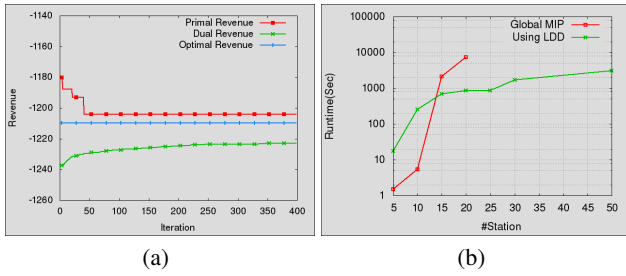 -1140
-1160
-1180
-1200
-1220
-1240
-1260
Revenue
Primal Revenue
Dual Revenue
Optimal Revenue
0 50 100 150 200 250 300 350 400
Iteration
(a)
100000
10000
1000
100
10
1
Runtime(Sec)
Global MIP
Using LDD
5 10 15 20 25 30 35 40 45 50
#Station
(b)